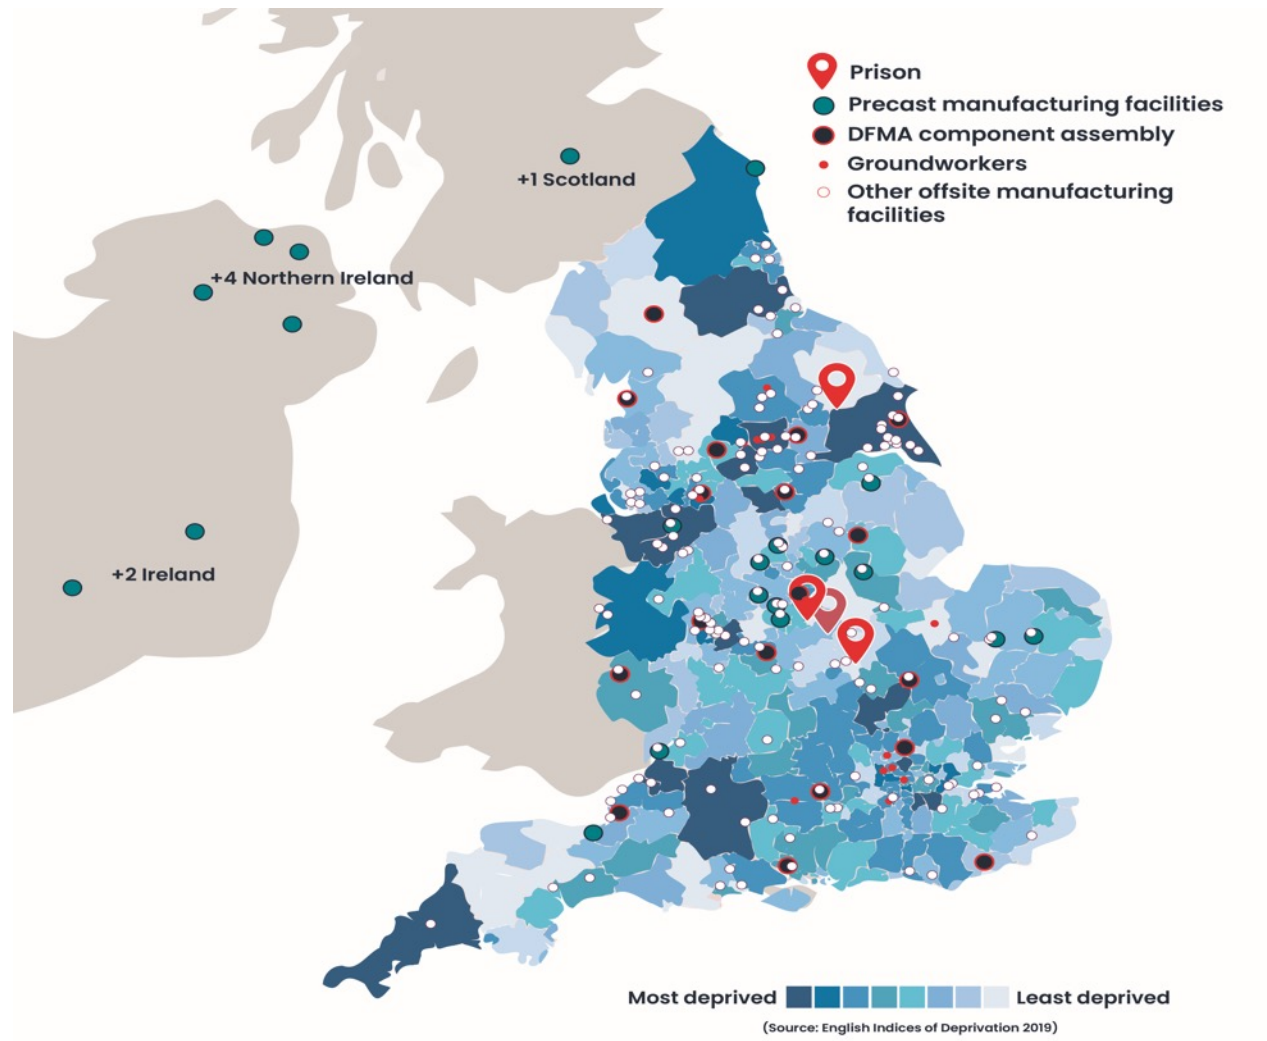 Prison
Precast manufacturing facilities
DFMA component assembly
Groundworkers
Other offsite manufacturing
facilities
+1 Scotland
+4 Northern Ireland
+2 Ireland
Most deprived
Least deprived
(Source: English Indices of Deprivation 2019)